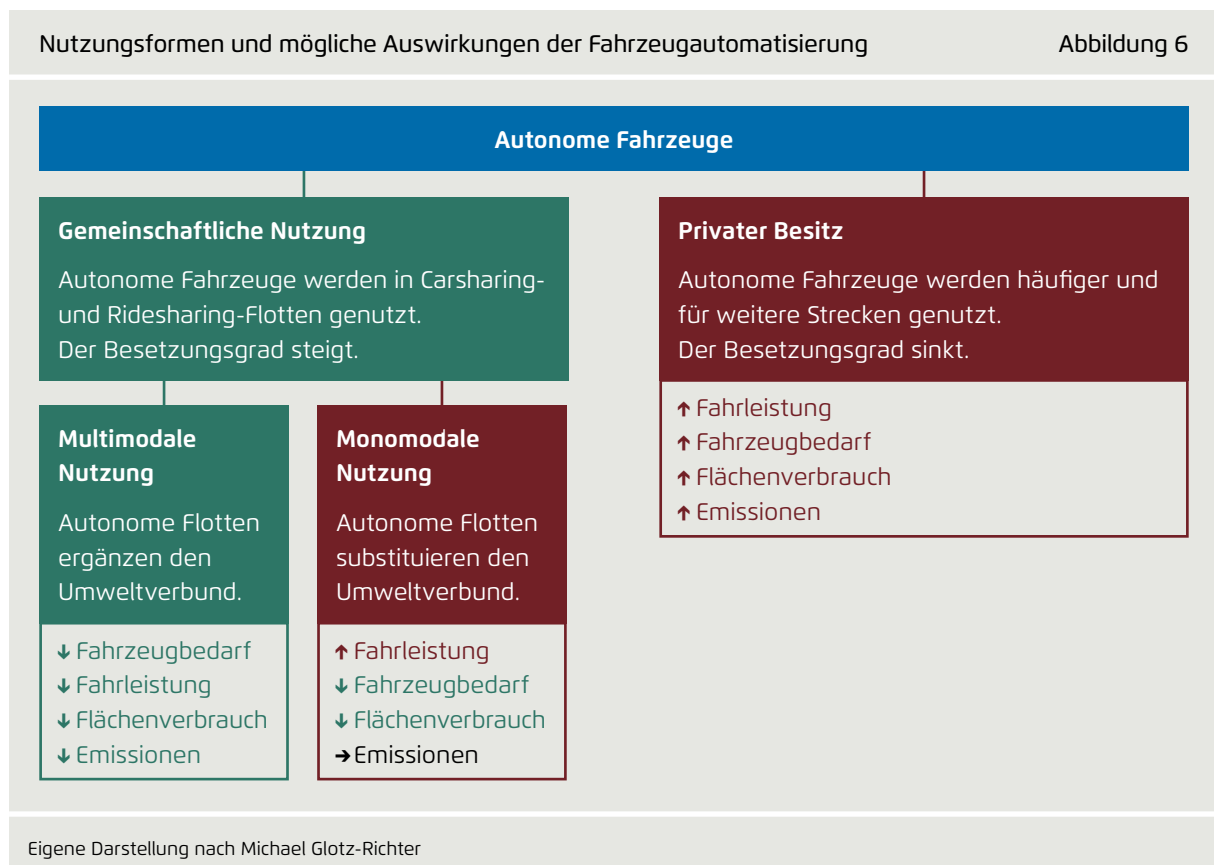 Nutzungsformen und mögliche Auswirkungen der Fahrzeugautomatisierung
Abbildung 6
Autonome Fahrzeuge
Gemeinschaftliche Nutzung
Autonome Fahrzeuge werden in Carsharing-
und Ridesharing-Flotten genutzt.
Der Besetzungsgrad steigt.
Multimodale
Nutzung
Autonome Flotten
ergänzen den
Umweltverbund.
↓ Fahrzeugbedarf
↓ Fahrleistung
↓ Flächenverbrauch
↓ Emissionen
Monomodale
Nutzung
Autonome Flotten
substituieren den
Umweltverbund.
↑ Fahrleistung
↓ Fahrzeugbedarf
↓ Flächenverbrauch
→ Emissionen
Privater Besitz
Autonome Fahrzeuge werden häufiger und
für weitere Strecken genutzt.
Der Besetzungsgrad sinkt.
↑ Fahrleistung
↑ Fahrzeugbedarf
↑ Flächenverbrauch
↑ Emissionen
Eigene Darstellung nach Michael Glotz-Richter